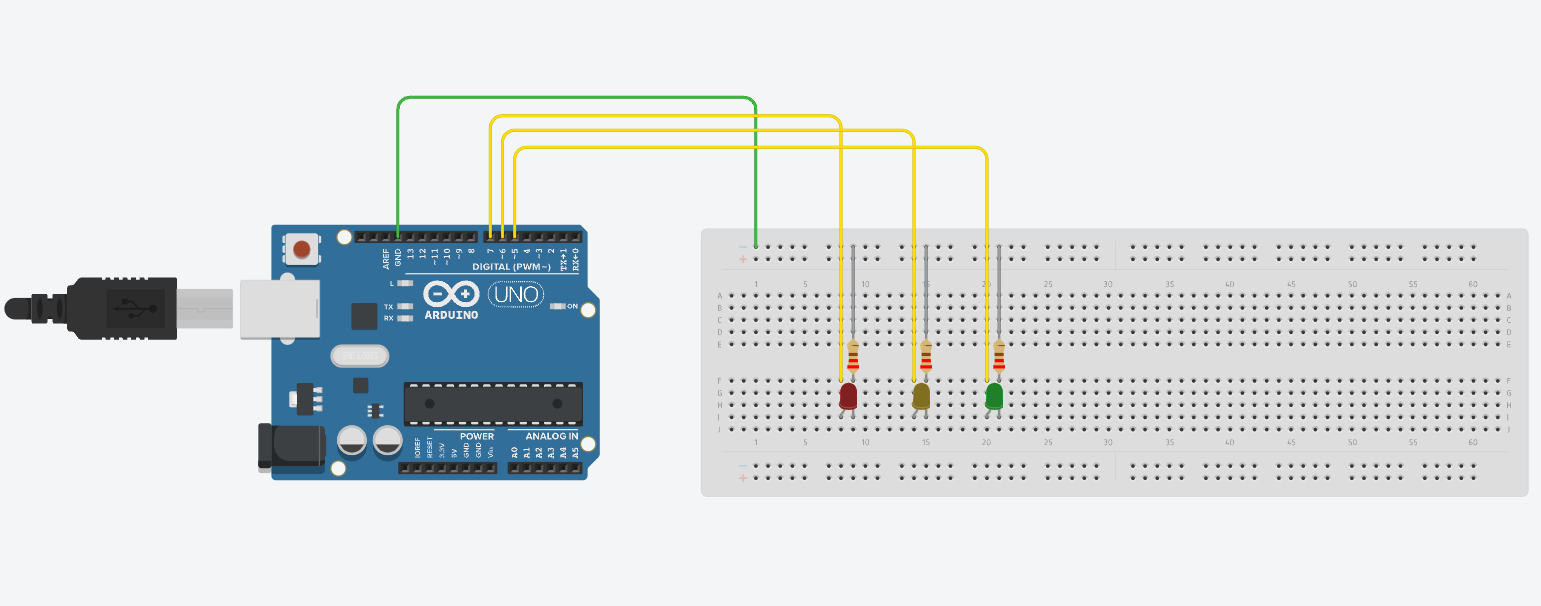 AREF
GND
13
12
~11
~10
~9
8
7
~6
~5
4
~3
2
TX→1
RX←0
DIGITAL (PWM~)
L
TX
RX
ARDUINO
UNO
ON
POWER
ANALOG IN
IOREF
RESET
3.3V
5V
GND
GND
Vin
A0
A1
A2
A3
A4
A5
1 5 10 15 20 25 30 35 40 45 50 55 60
A A
B B
C C
D D
E E
F F
G G
H H
I I
J J
1 5 10 15 20 25 30 35 40 45 50 55 60